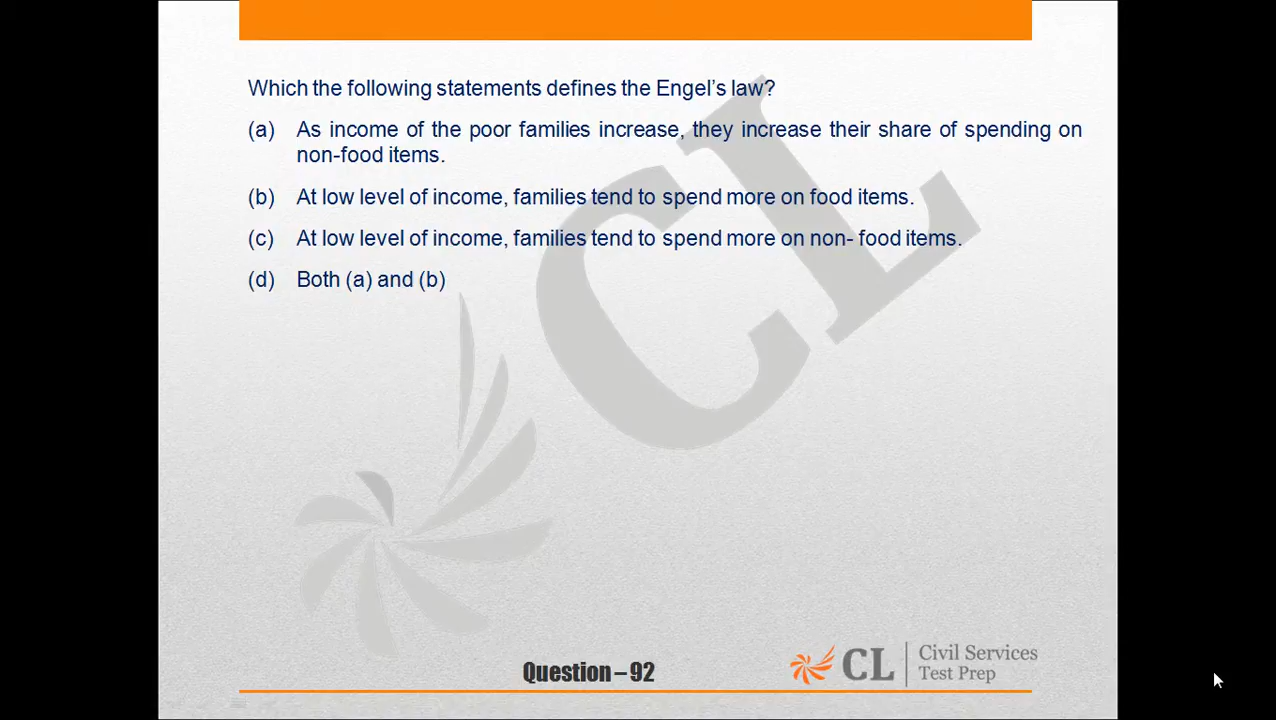 Which the following statements defines the Engel's law?
(a) As income of the poor families increase, they increase their share of spending on
non-food items.
(b) At low level of income, families tend to spend more on food items.
(c) At low level of income, families tend to spend more on non- food items.
(d) Both (a) and (b)
CL
Question – 92
CL Civil Services
Test Prep